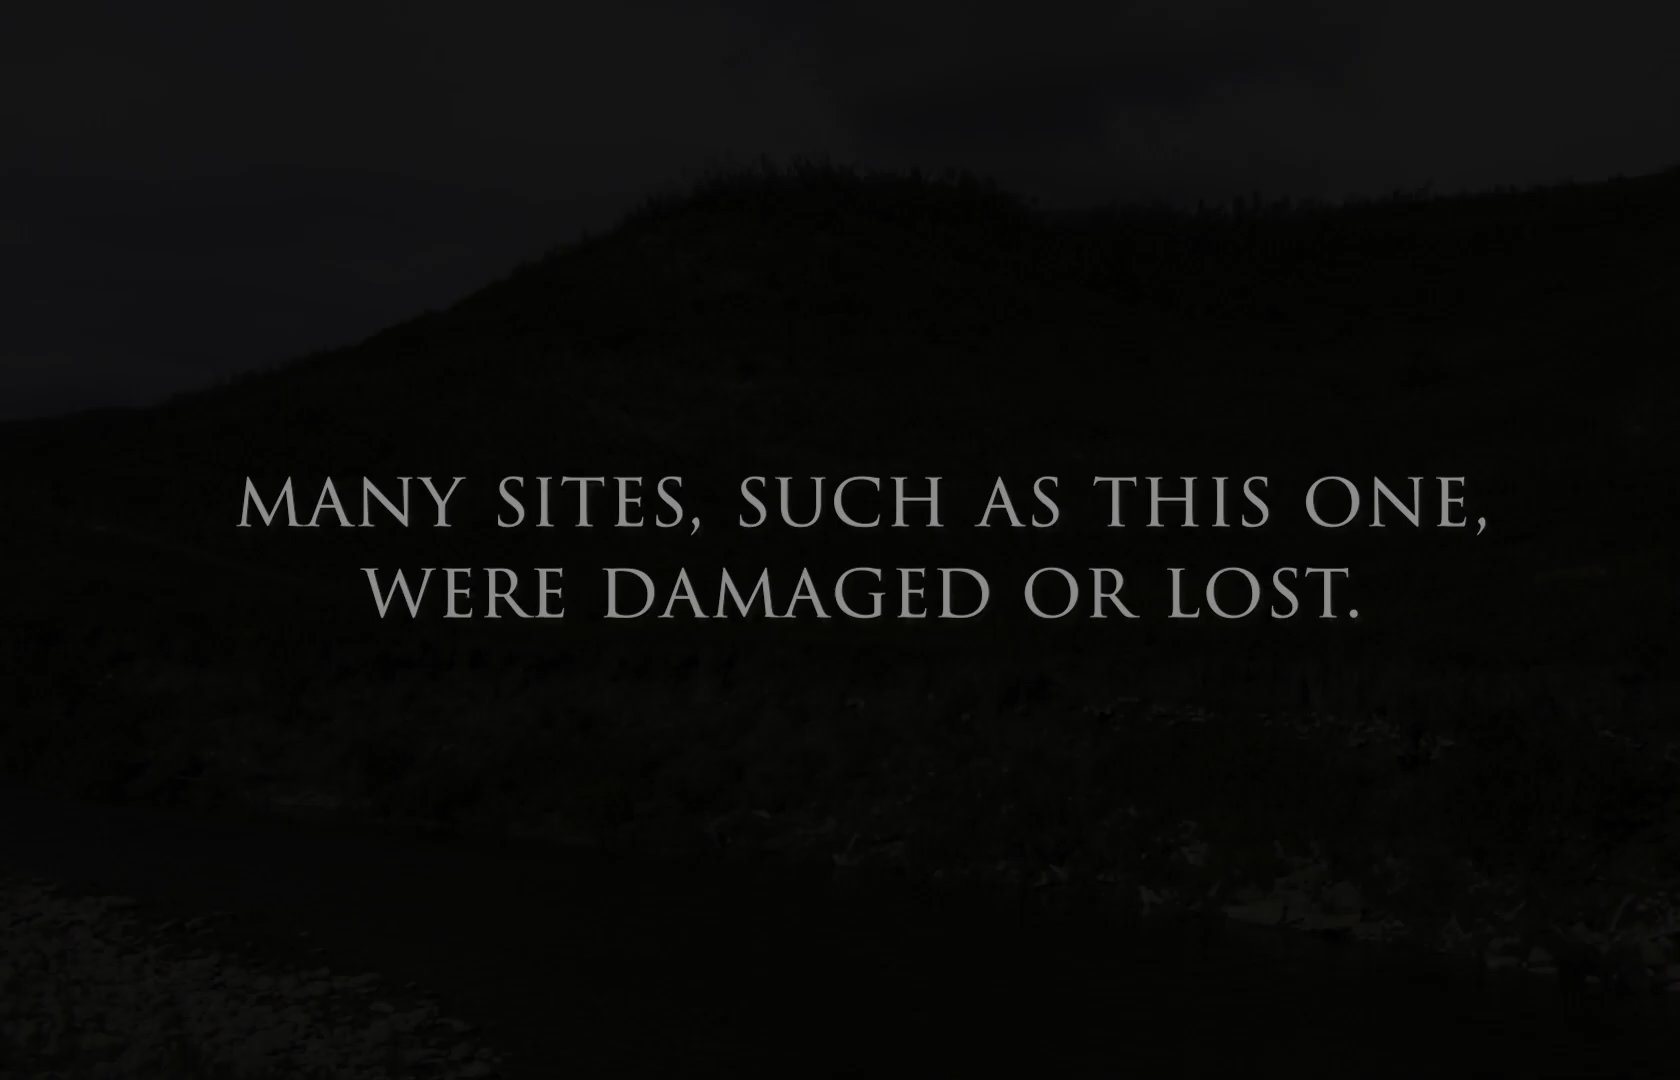 MANY SITES, SUCH AS THIS ONE,
WERE DAMAGED OR LOST.